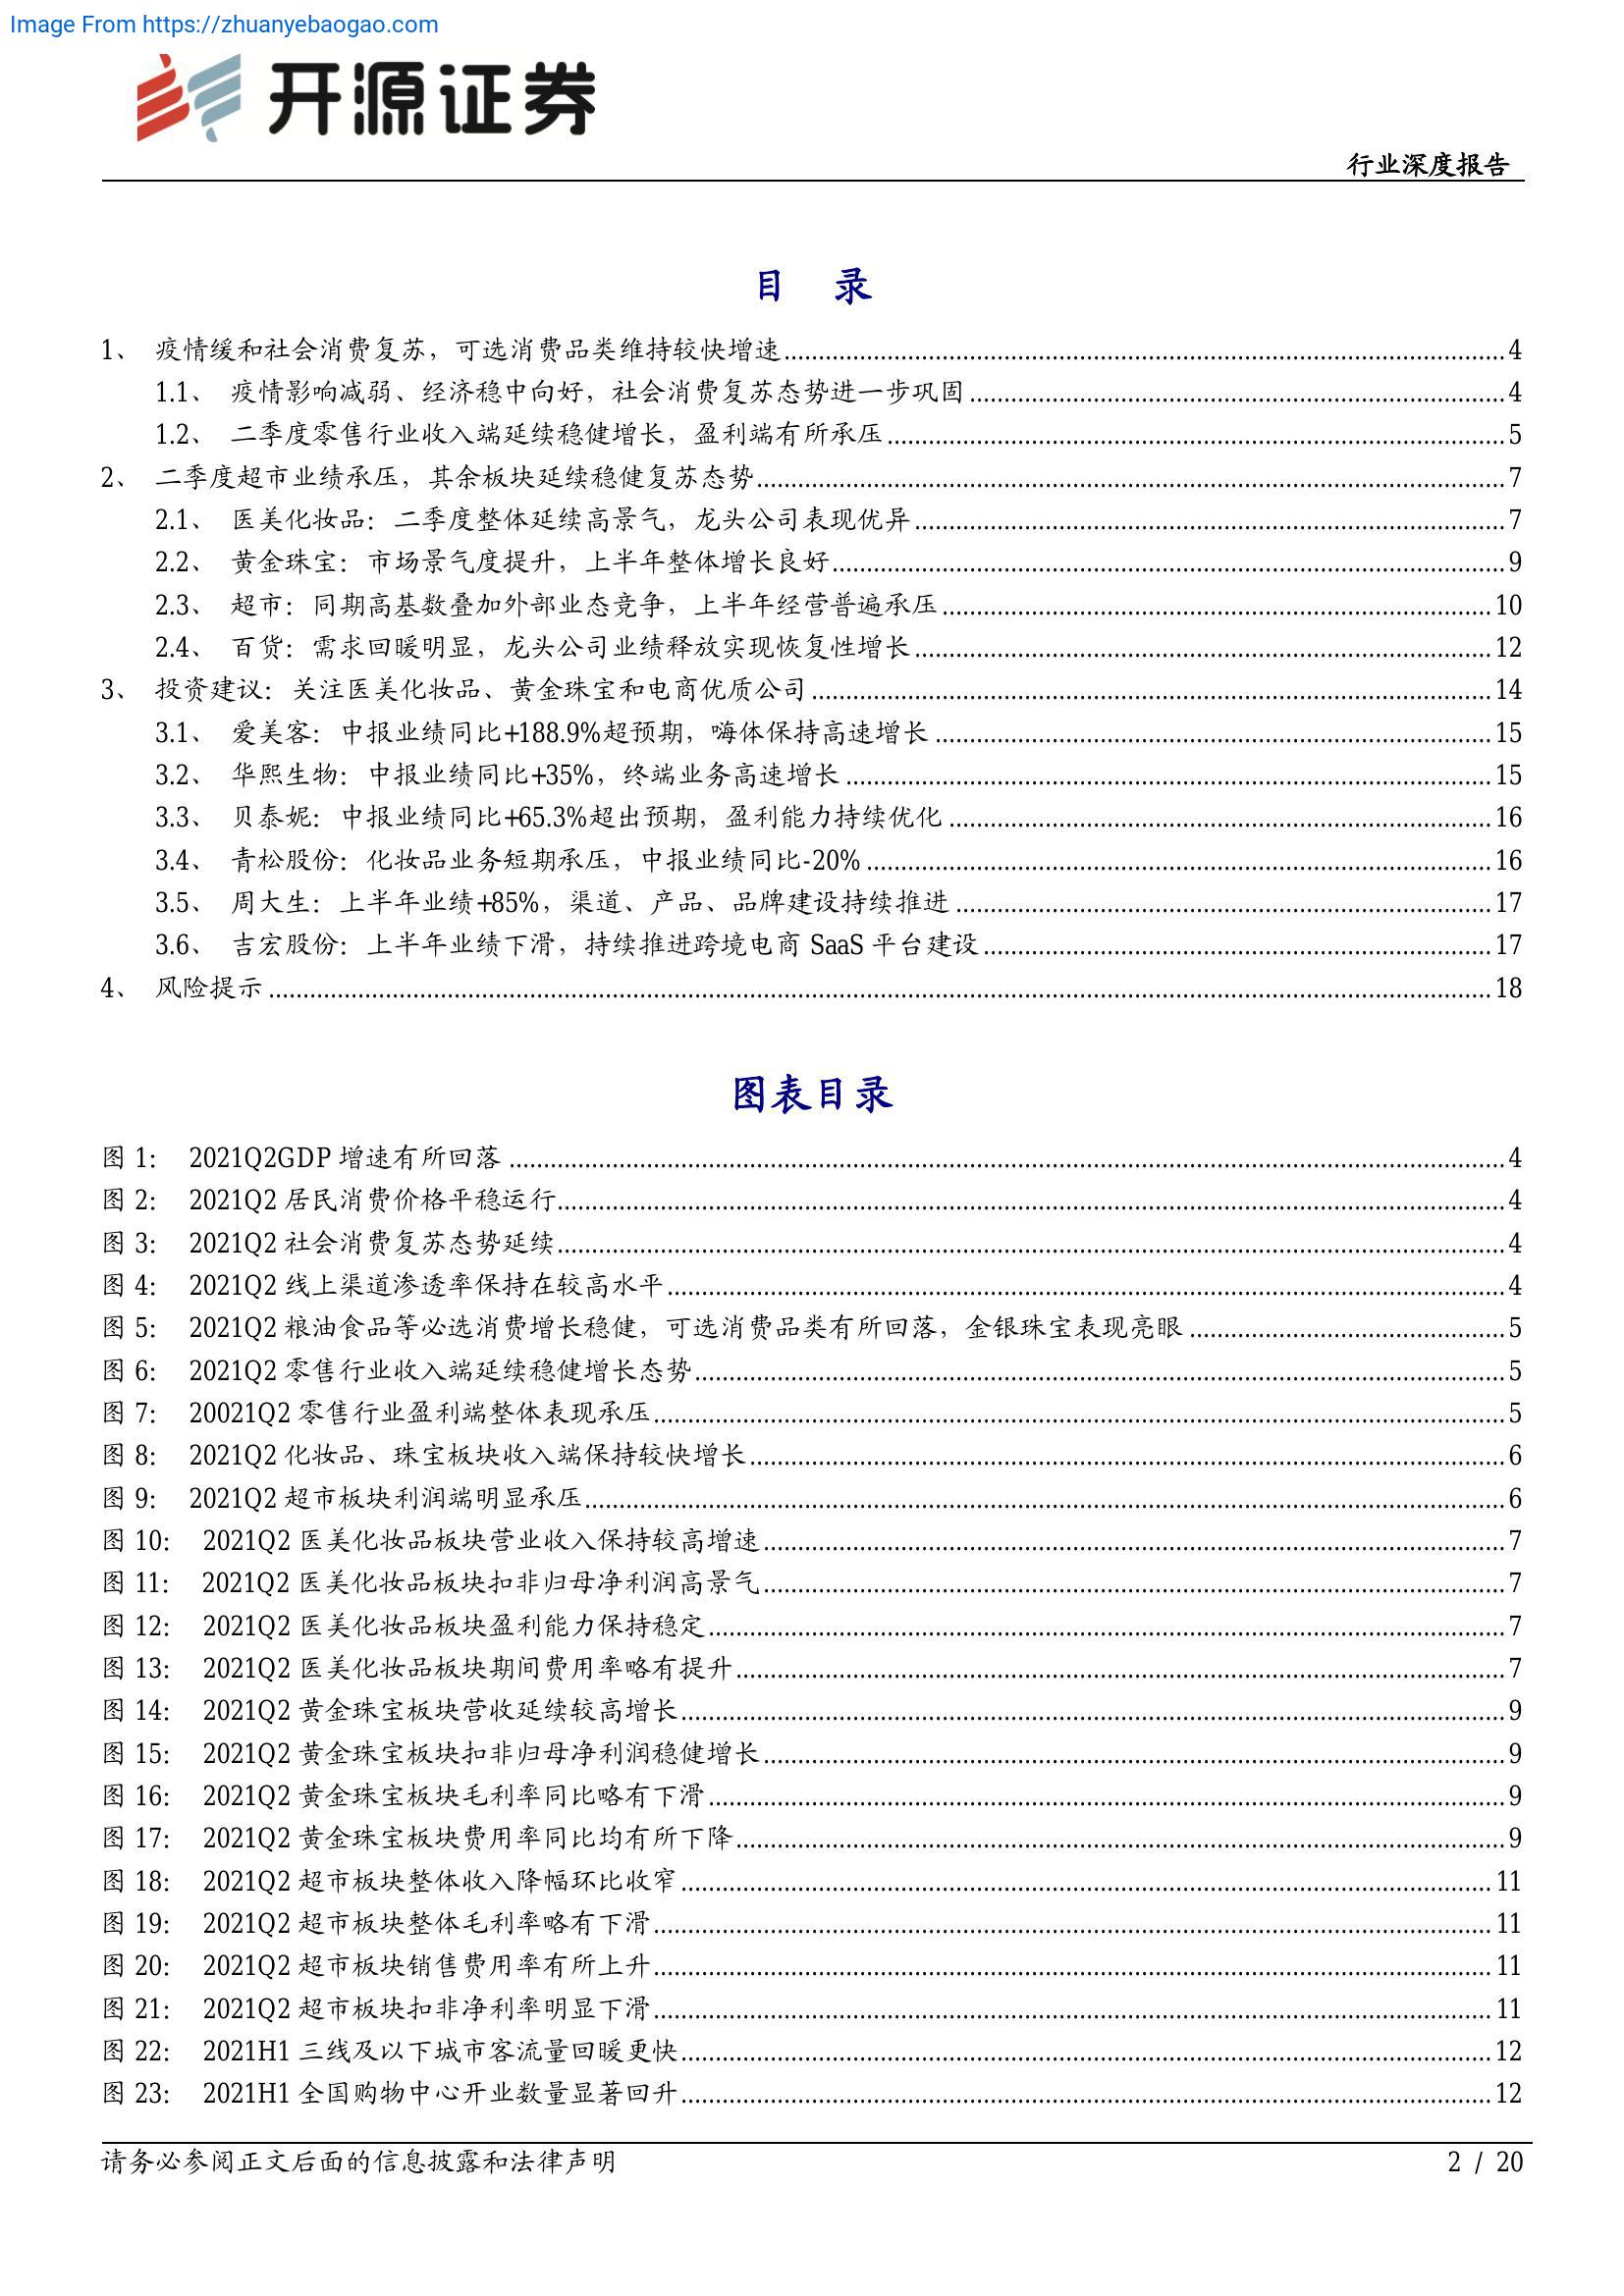 Image From https://zhuanyebaogao.com
开源证券
行业深度报告
目 录
1、 疫情缓和社会消费复苏，可选消费品类维持较快增速 4
1.1、 疫情影响减弱、经济稳中向好，社会消费复苏态势进一步巩固 4
1.2、 二季度零售行业收入端延续稳健增长，盈利端有所承压 5
2、 二季度超市业绩承压，其余板块延续稳健复苏态势 7
2.1、 医美化妆品：二季度整体延续高景气，龙头公司表现优异 7
2.2、 黄金珠宝：市场景气度提升，上半年整体增长良好 9
2.3、 超市：同期高基数叠加外部业态竞争，上半年经营普遍承压 10
2.4、 百货：需求回暖明显，龙头公司业绩释放实现恢复性增长 12
3、 投资建议：关注医美化妆品、黄金珠宝和电商优质公司 14
3.1、 爱美客：中报业绩同比+188.9%超预期，嗨体保持高速增长 15
3.2、 华熙生物：中报业绩同比+35%，终端业务高速增长 15
3.3、 贝泰妮：中报业绩同比+65.3%超出预期，盈利能力持续优化 16
3.4、 青松股份：化妆品业务短期承压，中报业绩同比-20% 16
3.5、 周大生：上半年业绩+85%，渠道、产品、品牌建设持续推进 17
3.6、 吉宏股份：上半年业绩下滑，持续推进跨境电商 SaaS 平台建设 17
4、 风险提示 18
图表目录
图 1： 2021Q2GDP 增速有所回落 4
图 2： 2021Q2 居民消费价格平稳运行 4
图 3： 2021Q2 社会消费复苏态势延续 4
图 4： 2021Q2 线上渠道渗透率保持在较高水平 4
图 5： 2021Q2 粮油食品等必选消费增长稳健，可选消费品类有所回落，金银珠宝表现亮眼 5
图 6： 2021Q2 零售行业收入端延续稳健增长态势 5
图 7： 20021Q2 零售行业盈利端整体表现承压 5
图 8： 2021Q2 化妆品、珠宝板块收入端保持较快增长 6
图 9： 2021Q2 超市板块利润端明显承压 6
图 10： 2021Q2 医美化妆品板块营业收入保持较高增速 7
图 11： 2021Q2 医美化妆品板块扣非归母净利润高景气 7
图 12： 2021Q2 医美化妆品板块盈利能力保持稳定 7
图 13： 2021Q2 医美化妆品板块期间费用率略有提升 7
图 14： 2021Q2 黄金珠宝板块营收延续较高增长 9
图 15： 2021Q2 黄金珠宝板块扣非归母净利润稳健增长 9
图 16： 2021Q2 黄金珠宝板块毛利率同比略有下滑 9
图 17： 2021Q2 黄金珠宝板块费用率同比均有所下降 9
图 18： 2021Q2 超市板块整体收入降幅环比收窄 11
图 19： 2021Q2 超市板块整体毛利率略有下滑 11
图 20： 2021Q2 超市板块销售费用率有所上升 11
图 21： 2021Q2 超市板块扣非净利率明显下滑 11
图 22： 2021H1 三线及以下城市客流量回暖更快 12
图 23： 2021H1 全国购物中心开业数量显著回升 12
请务必参阅正文后面的信息披露和法律声明 2 / 20